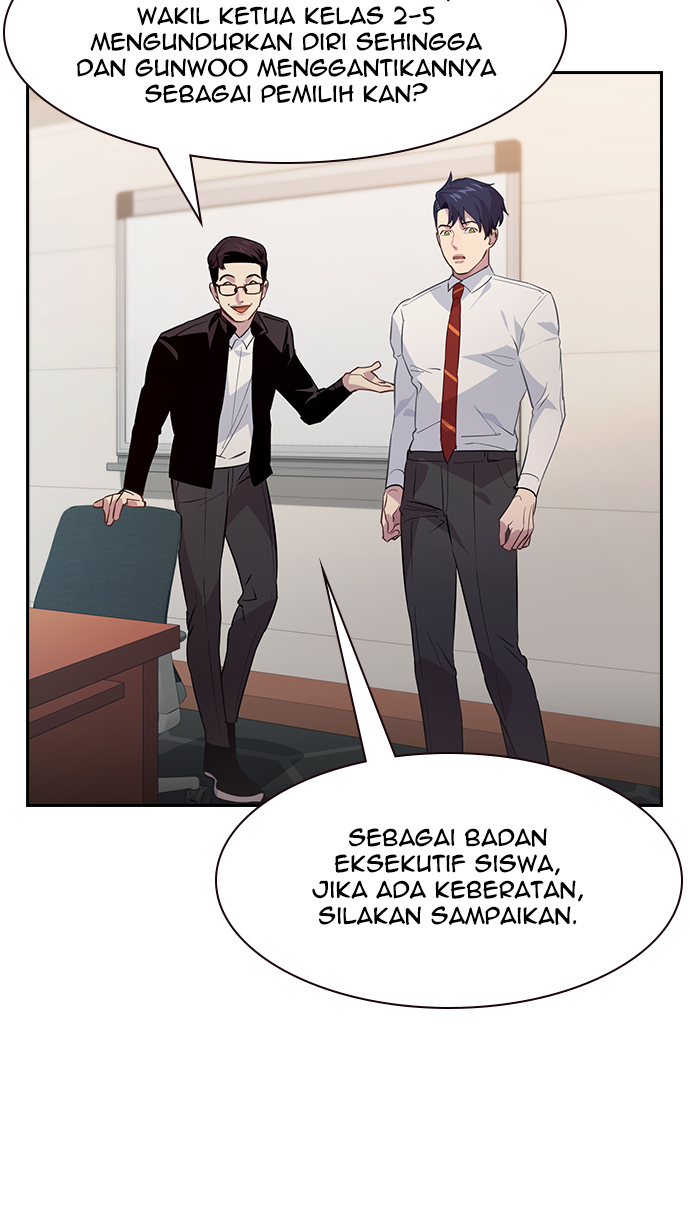 WAKIL KETUA KELAS 2-5
MENGUNDURKAN DIRI SEHINGGA
DAN GUNWOO MENGGANTIKANNYA
SEBAGAI PEMILIH KAN?
SEBAGAI BADAN
EKSEKUTIF SISWA,
JIKA ADA KEBERATAN,
SILAKAN SAMPAIKAN.